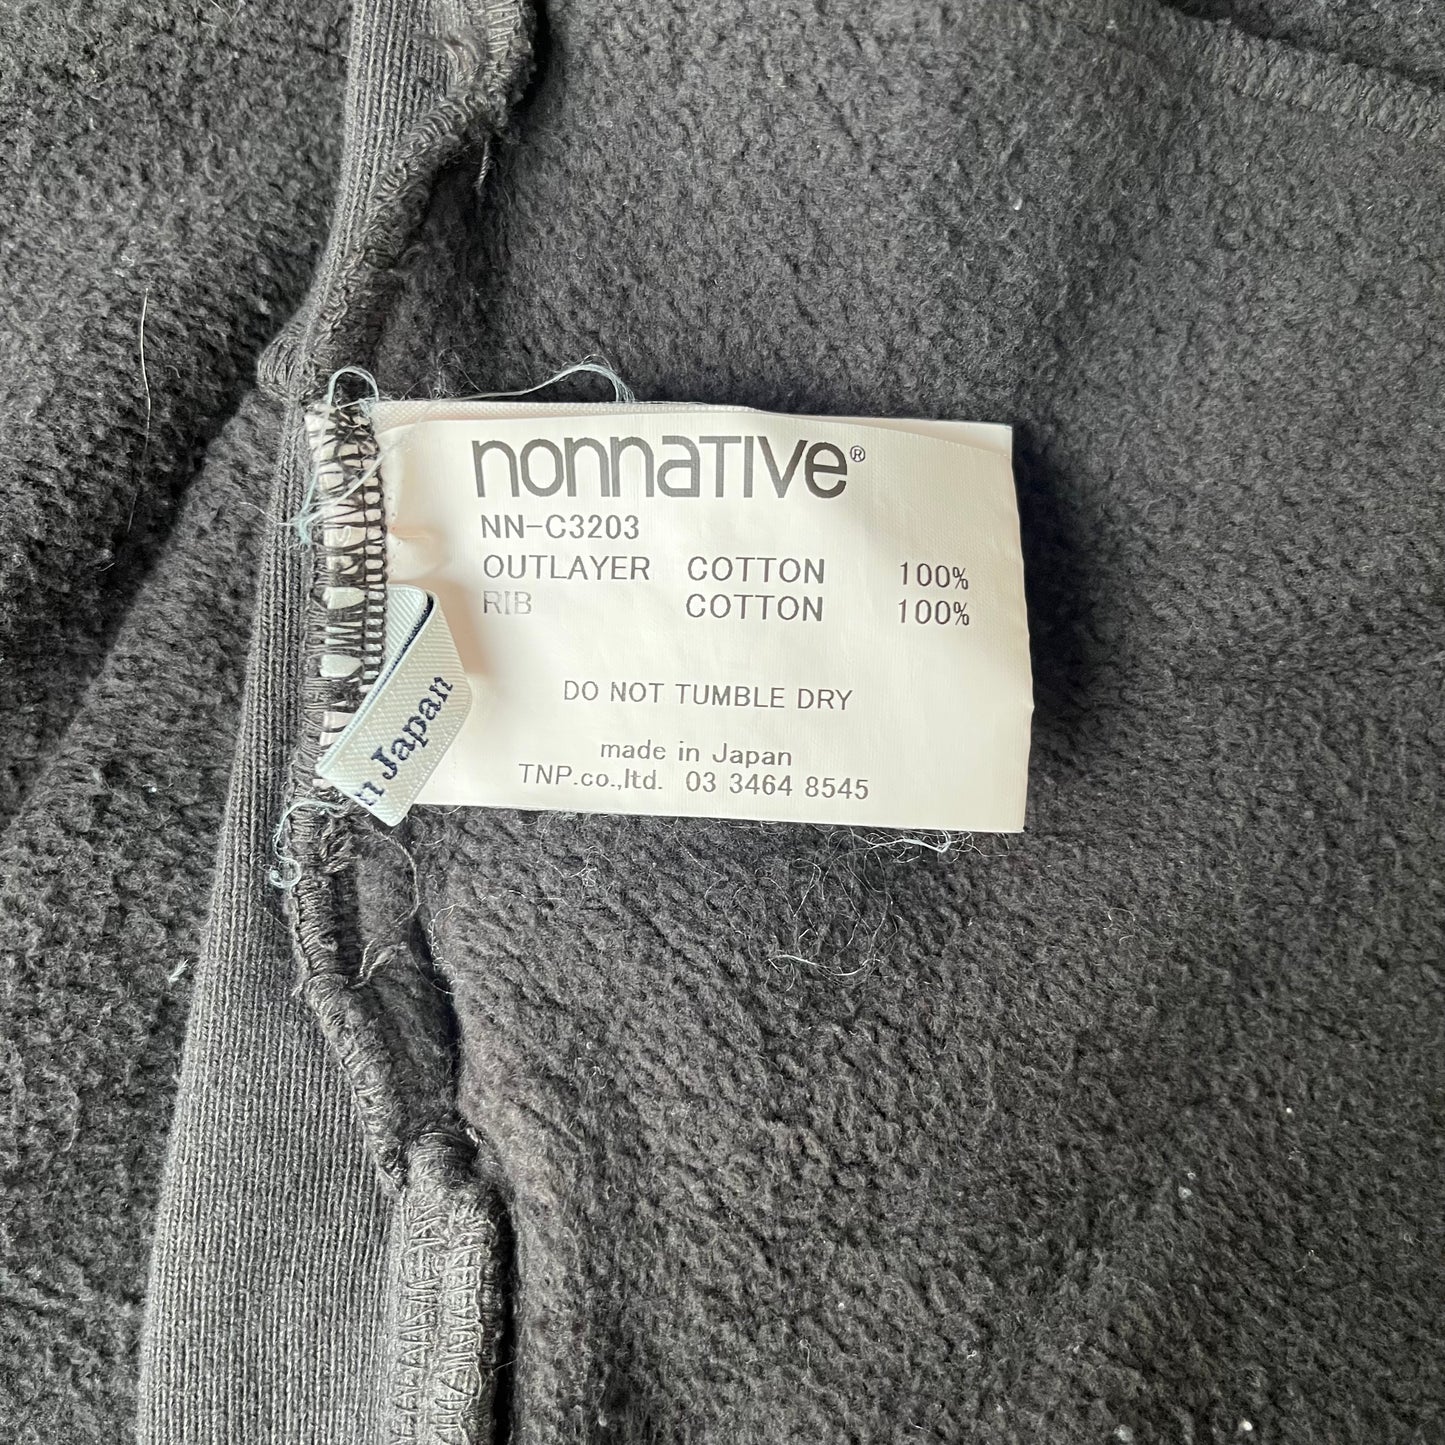 nonnative®
NN-C3203
OUTLAYER COTTON 100%
RIB COTTON 100%
DO NOT TUMBLE DRY
made in Japan
TNP.co.,ltd. 03 3464 8545
n Japan